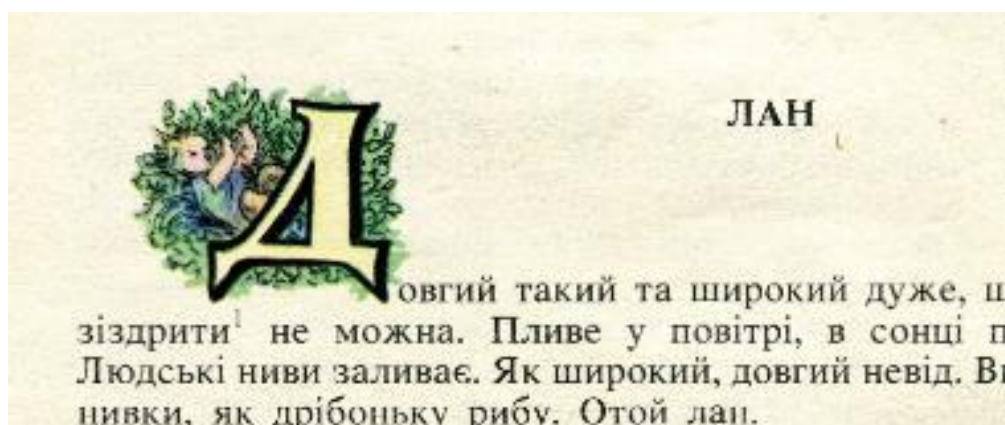 ЛАН
Довгий такий та широкий дуже,
зіздрити¹ не можна. Пливе у повітрі, в сонці
Людські ниви заливає. Як широкий, довгий невід.
нивки, як дрібоньку рибу. Отой лан.